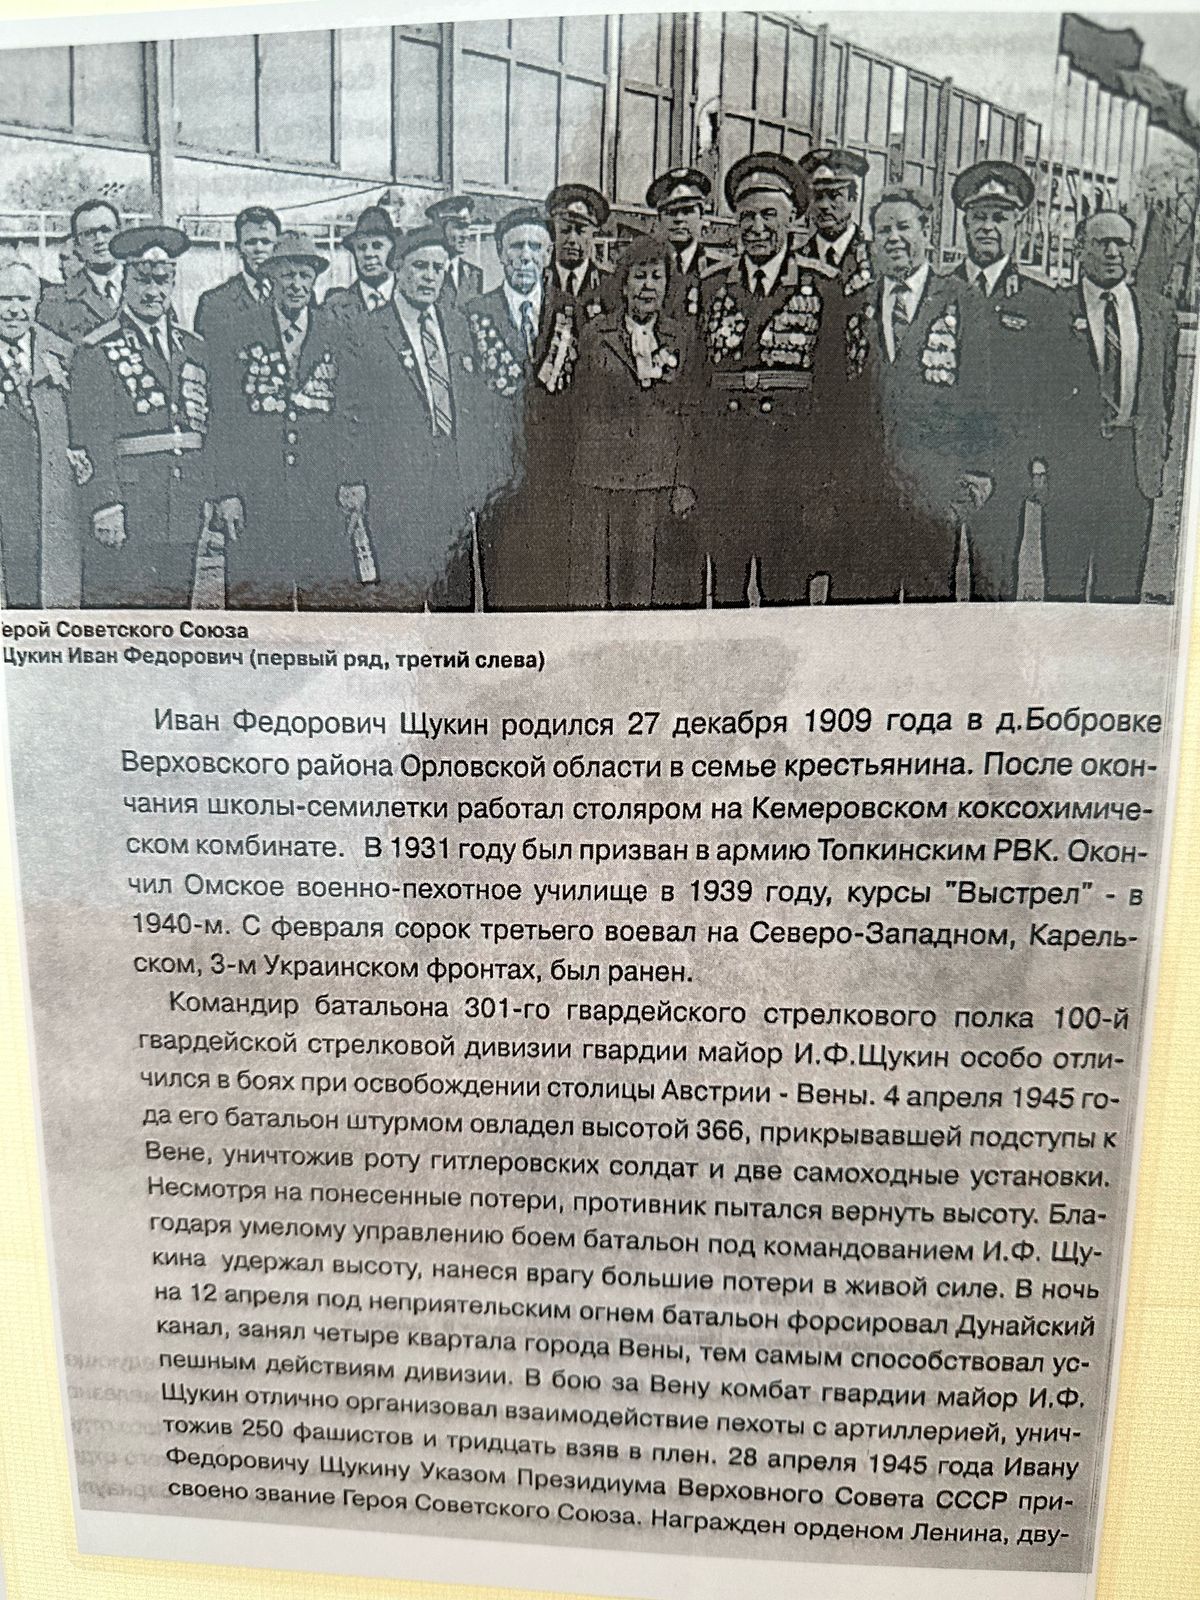 Герой Советского Союза
Щукин Иван Федорович (первый ряд, третий слева)
Иван Федорович Щукин родился 27 декабря 1909 года в д.Бобровке
Верховского района Орловской области в семье крестьянина. После окон-
чания школы-семилетки работал столяром на Кемеровском коксохимиче-
ском комбинате. В 1931 году был призван в армию Топкинским РВК. Окон-
чил Омское военно-пехотное училище в 1939 году, курсы "Выстрел" - в
1940-м. С февраля сорок третьего воевал на Северо-Западном, Карель-
ском, 3-м Украинском фронтах, был ранен.
Командир батальона 301-го гвардейского стрелкового полка 100-й
гвардейской стрелковой дивизии гвардии майор И.Ф.Щукин особо отли-
чился в боях при освобождении столицы Австрии - Вены. 4 апреля 1945 го-
да его батальон штурмом овладел высотой 366, прикрывавшей подступы к
Вене, уничтожив роту гитлеровских солдат и две самоходные установки.
Несмотря на понесенные потери, противник пытался вернуть высоту. Бла-
годаря умелому управлению боем батальон под командованием И.Ф. Щу-
кина удержал высоту, нанеся врагу большие потери в живой силе. В ночь
на 12 апреля под неприятельским огнем батальон форсировал Дунайский
канал, занял четыре квартала города Вены, тем самым способствовал ус-
пешным действиям дивизии. В бою за Вену комбат гвардии майор И.Ф.
Щукин отлично организовал взаимодействие пехоты с артиллерией, унич-
тожив 250 фашистов и тридцать взяв в плен. 28 апреля 1945 года Ивану
Федоровичу Щукину Указом Президиума Верховного Совета СССР при-
своено звание Героя Советского Союза. Награжден орденом Ленина, дву-